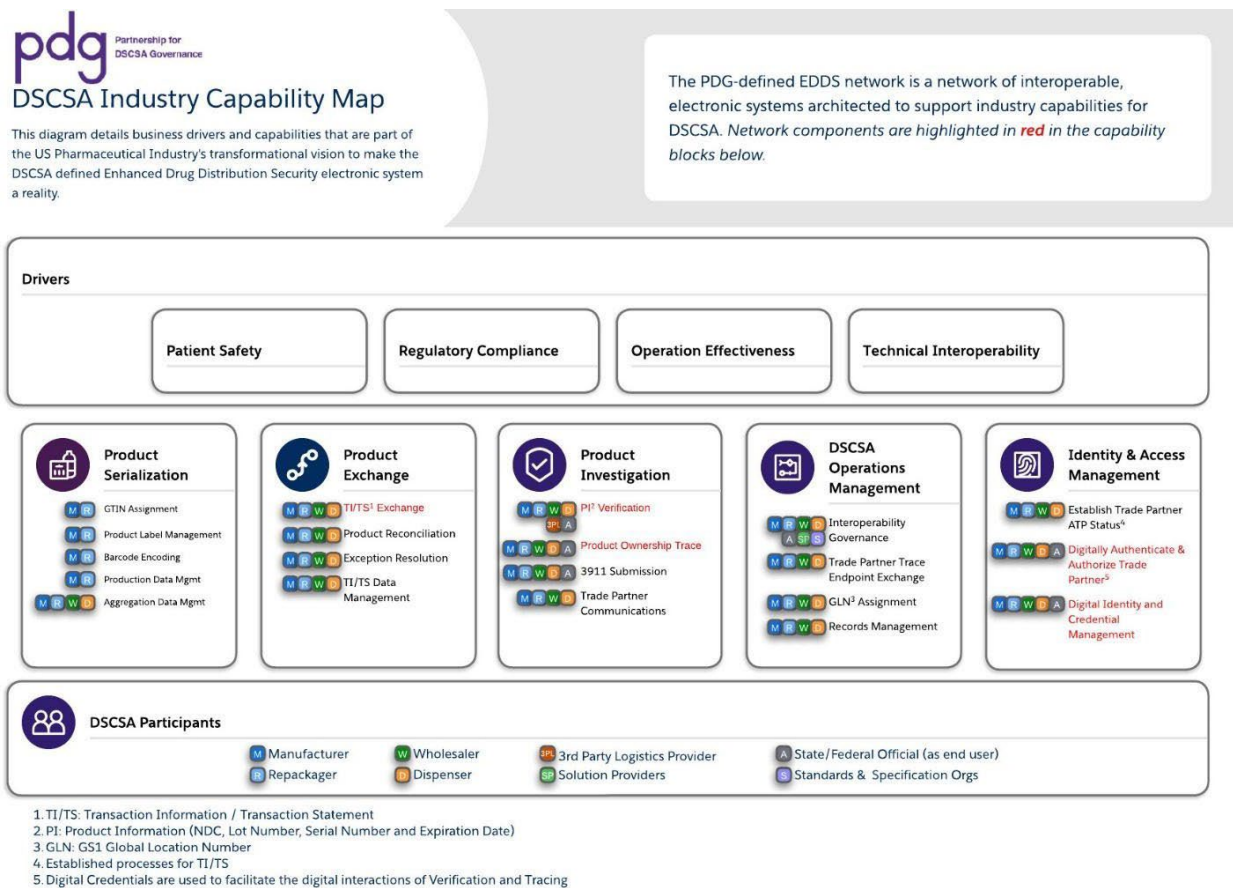 pdg
Partnership for
DSCSA Governance
DSCSA Industry Capability Map
This diagram details business drivers and capabilities that are part of
the US Pharmaceutical Industry's transformational vision to make the
DSCSA defined Enhanced Drug Distribution Security electronic system
a reality.
The PDG-defined EDDS network is a network of interoperable,
electronic systems architected to support industry capabilities for
DSCSA. Network components are highlighted in red in the capability
blocks below.
Drivers
Patient Safety
Regulatory Compliance
Operation Effectiveness
Technical Interoperability
Product
Serialization
M R GTIN Assignment
M R Product Label Management
M R Barcode Encoding
M R Production Data Mgmt
M R W D Aggregation Data Mgmt
Product
Exchange
M R W D TI/TS¹ Exchange
M R W D Product Reconciliation
M R W D Exception Resolution
M R W D TI/TS Data
Management
Product
Investigation
M R W D PI² Verification
3PL A
M R W D A Product Ownership Trace
M R W D A 3911 Submission
M R W D Trade Partner
Communications
DSCSA
Operations
Management
M R W D Interoperability
A SP S Governance
M R W D Trade Partner Trace
Endpoint Exchange
M R W D GLN³ Assignment
M R W D Records Management
Identity & Access
Management
M R W D Establish Trade Partner
ATP Status⁴
M R W D A Digitally Authenticate &
Authorize Trade
Partner⁵
M R W D A Digital Identity and
Credential
Management
DSCSA Participants
M Manufacturer
R Repackager
W Wholesaler
D Dispenser
3PL 3rd Party Logistics Provider
SP Solution Providers
A State/Federal Official (as end user)
S Standards & Specification Orgs
1. TI/TS: Transaction Information / Transaction Statement
2. PI: Product Information (NDC, Lot Number, Serial Number and Expiration Date)
3. GLN: GS1 Global Location Number
4. Established processes for TI/TS
5. Digital Credentials are used to facilitate the digital interactions of Verification and Tracing